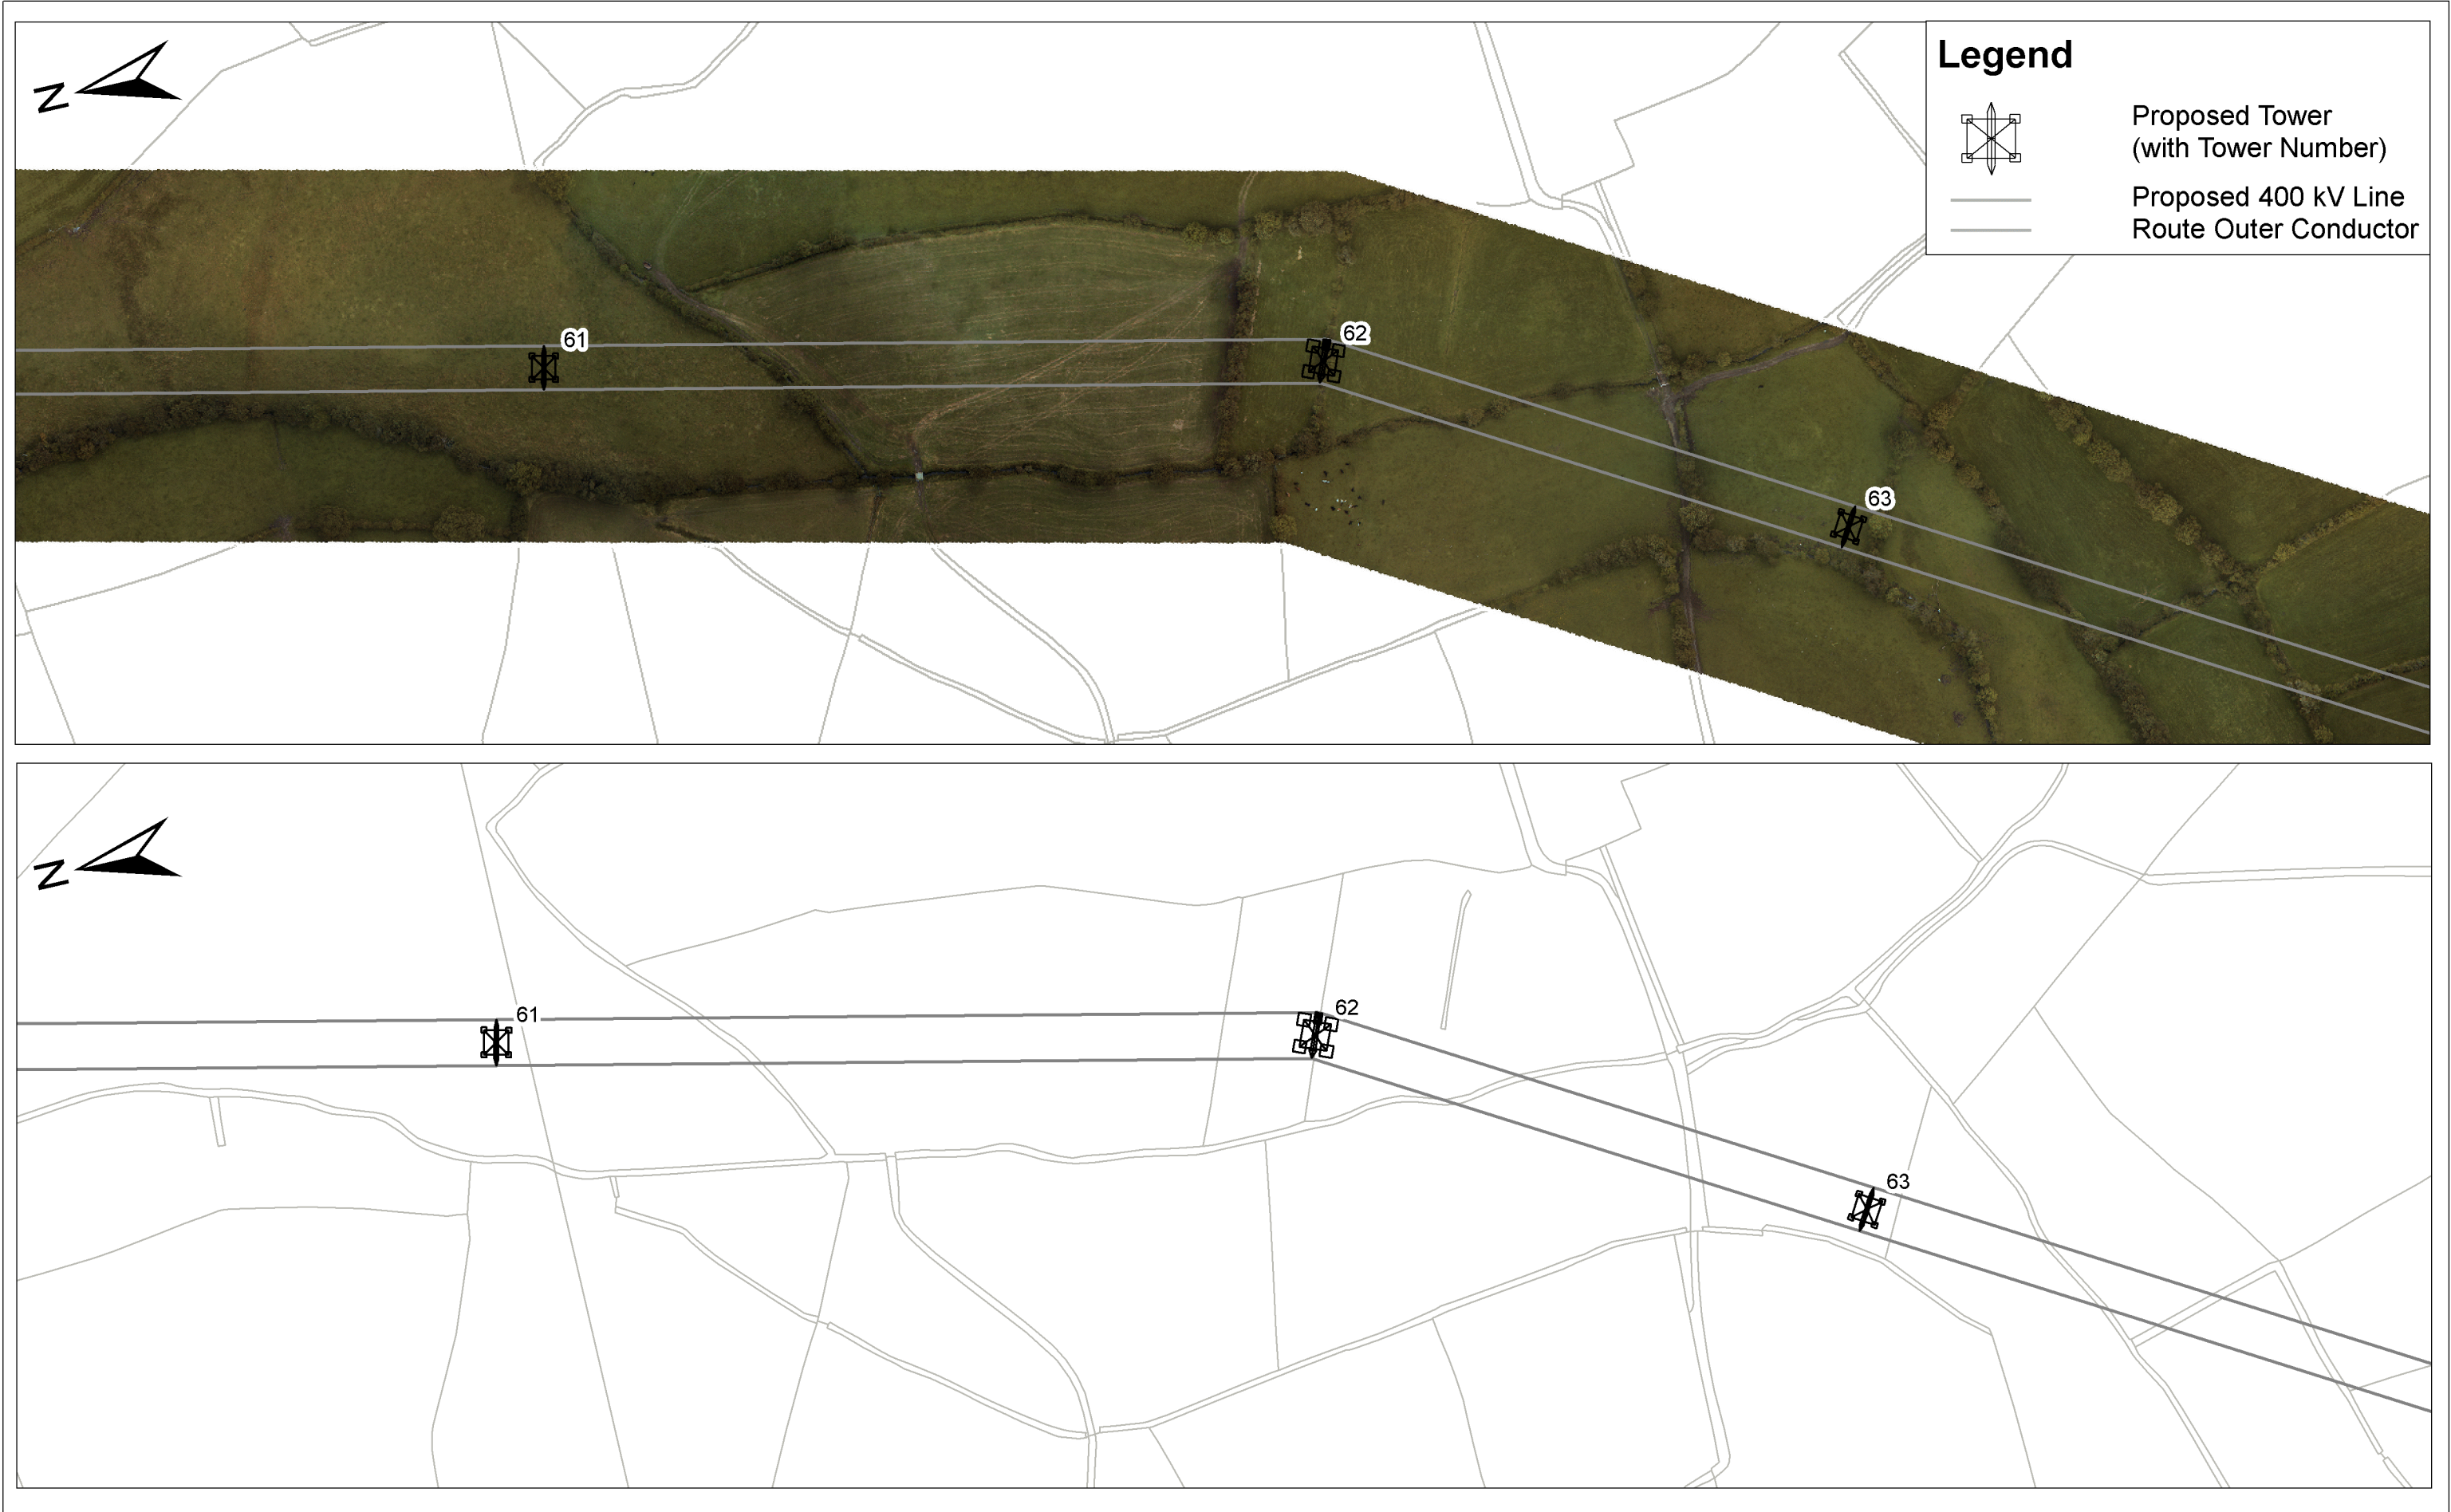 N
Legend
Proposed Tower
(with Tower Number)
Proposed 400 kV Line
Route Outer Conductor
61
62
63
N
61
62
63